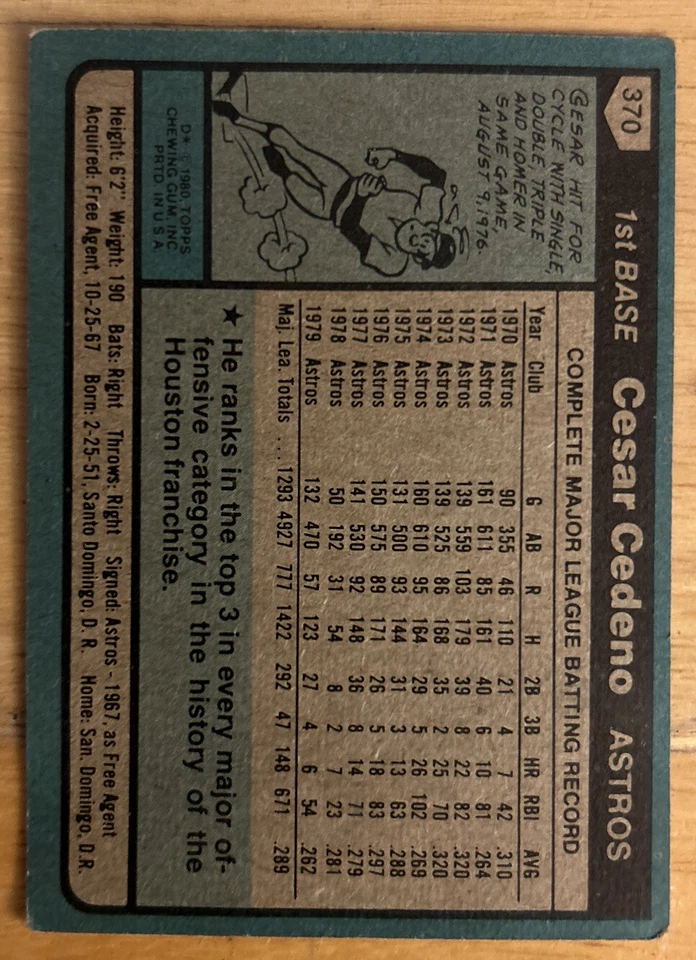 370
1st BASE Cesar Cedeno ASTROS
CESAR HIT FOR
CYCLE WITH SINGLE,
DOUBLE, TRIPLE
AND HOMER IN
SAME GAME,
AUGUST 9, 1976.
COMPLETE MAJOR LEAGUE BATTING RECORD
Year Club G AB R H 2B 3B HR RBI AVG
1970 Astros 90 355 46 110 21 4 7 42 .310
1971 Astros 161 611 85 161 40 6 10 81 .264
1972 Astros 139 559 103 179 39 8 22 82 .320
1973 Astros 139 525 86 168 35 2 25 70 .320
1974 Astros 160 610 95 164 29 5 26 102 .269
1975 Astros 131 500 93 144 31 3 13 63 .288
1976 Astros 150 575 89 171 26 5 18 83 .297
1977 Astros 141 530 92 148 36 8 14 71 .279
1978 Astros 50 192 31 54 8 2 7 23 .281
1979 Astros 132 470 57 123 27 4 6 54 .262
Maj. Lea. Totals .... 1293 4927 777 1422 292 47 148 671 .289
★ He ranks in the top 3 in every major of-
fensive category in the history of the
Houston franchise.
D* © 1980 TOPPS
CHEWING GUM, INC.
PRTD. IN U.S.A.
Height: 6'2" Weight: 190 Bats: Right Throws: Right Signed: Astros - 1967, as Free Agent
Acquired: Free Agent, 10-25-67 Born: 2-25-51, Santo Domingo, D. R. Home: San. Domingo, D.R.